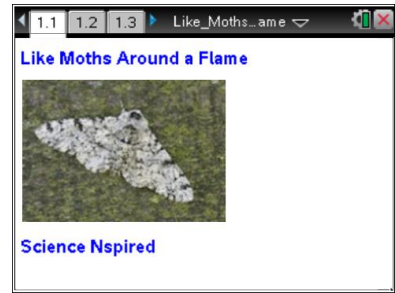 1.1 1.2 1.3 Like_Moths...ame
Like Moths Around a Flame
Science Nspired